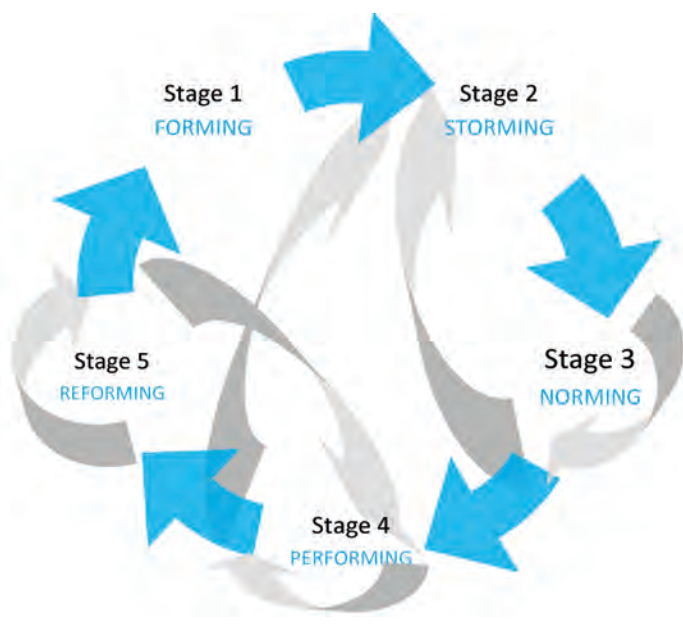 Stage 1
FORMING
Stage 2
STORMING
Stage 3
NORMING
Stage 4
PERFORMING
Stage 5
REFORMING